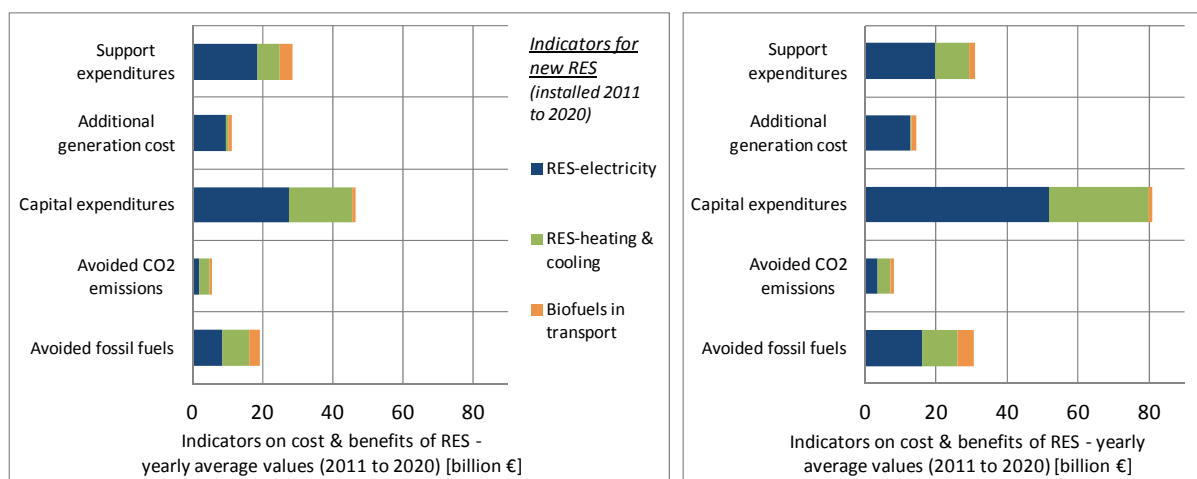 Support
expenditures
Additional
generation cost
Capital expenditures
Avoided CO2
emissions
Avoided fossil fuels
0 20 40 60 80
Indicators on cost & benefits of RES -
yearly average values (2011 to 2020) [billion €]
Indicators for
new RES
(installed 2011
to 2020)
RES-electricity
RES-heating &
cooling
Biofuels in
transport
Support
expenditures
Additional
generation cost
Capital expenditures
Avoided CO2
emissions
Avoided fossil fuels
0 20 40 60 80
Indicators on cost & benefits of RES - yearly
average values (2011 to 2020) [billion €]